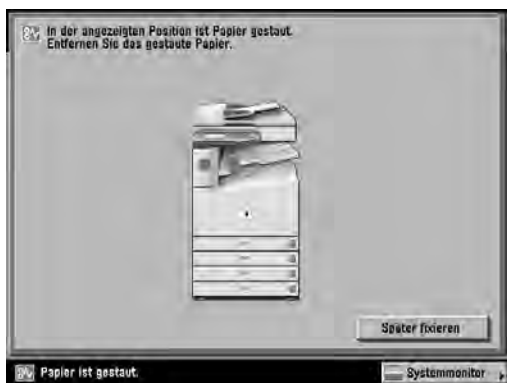 In der angezeigten Position ist Papier gestaut.
Entfernen Sie das gestaute Papier.
Später fixieren
Papier ist gestaut.
Systemmonitor